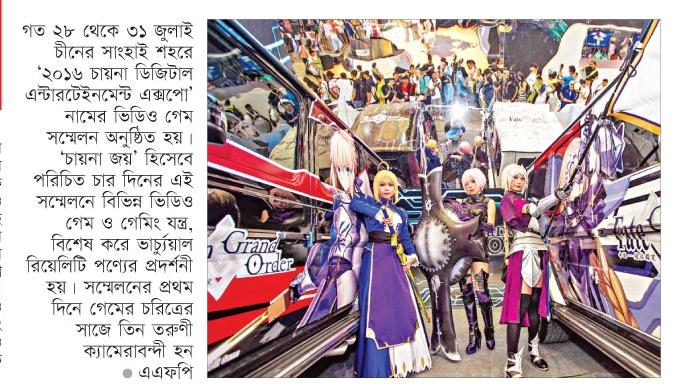 গত ২৮ থেকে ৩১ জুলাই
চীনের সাংহাই শহরে
‘২০১৬ চায়না ডিজিটাল
এন্টারটেইনমেন্ট এক্সপো’
নামের ভিডিও গেম
সম্মেলন অনুষ্ঠিত হয়।
‘চায়না জয়’ হিসেবে
পরিচিত চার দিনের এই
সম্মেলনে বিভিন্ন ভিডিও
গেম ও গেমিং যন্ত্র,
বিশেষ করে ভার্চ্যুয়াল
রিয়েলিটি পণ্যের প্রদর্শনী
হয়। সম্মেলনের প্রথম
দিনে গেমের চরিত্রের
সাজে তিন তরুণী
ক্যামেরাবন্দী হন
● এএফপি
Grand
Order
Fate